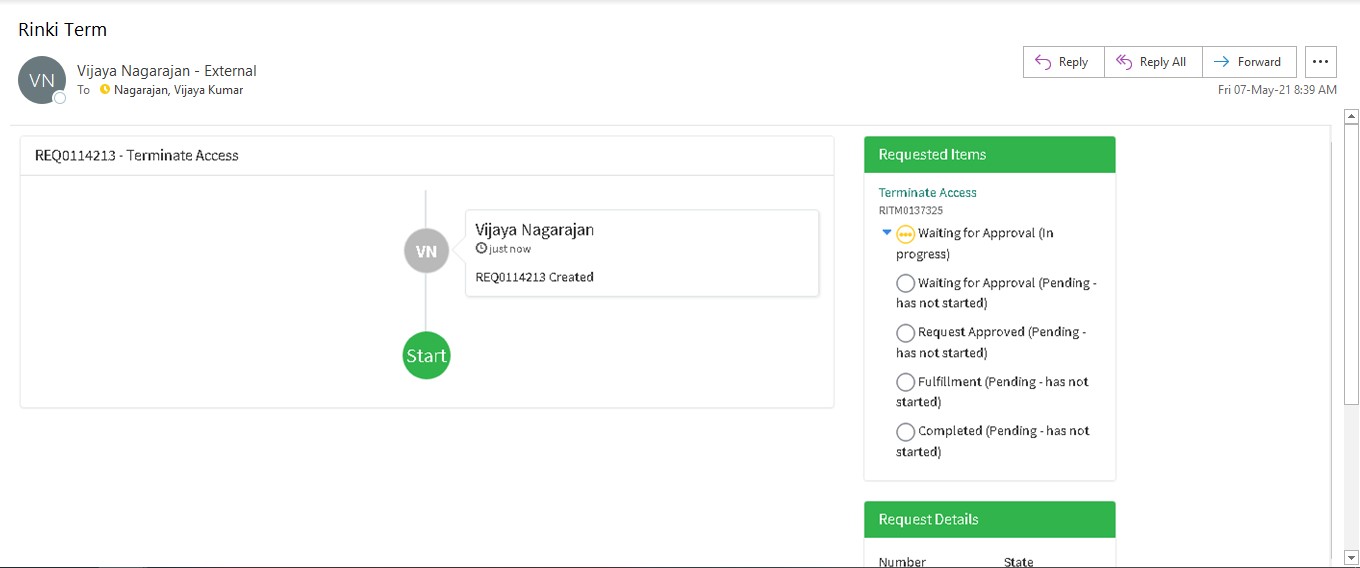 Rinki Term
VN
Vijaya Nagarajan - External
To Nagarajan, Vijaya Kumar
Reply
Reply All
Forward
Fri 07-May-21 8:39 AM
REQ0114213 - Terminate Access
VN
Vijaya Nagarajan
just now
REQ0114213 Created
Start
Requested Items
Terminate Access
RITM0137325
Waiting for Approval (In
progress)
Waiting for Approval (Pending -
has not started)
Request Approved (Pending -
has not started)
Fulfillment (Pending - has not
started)
Completed (Pending - has not
started)
Request Details
Number State